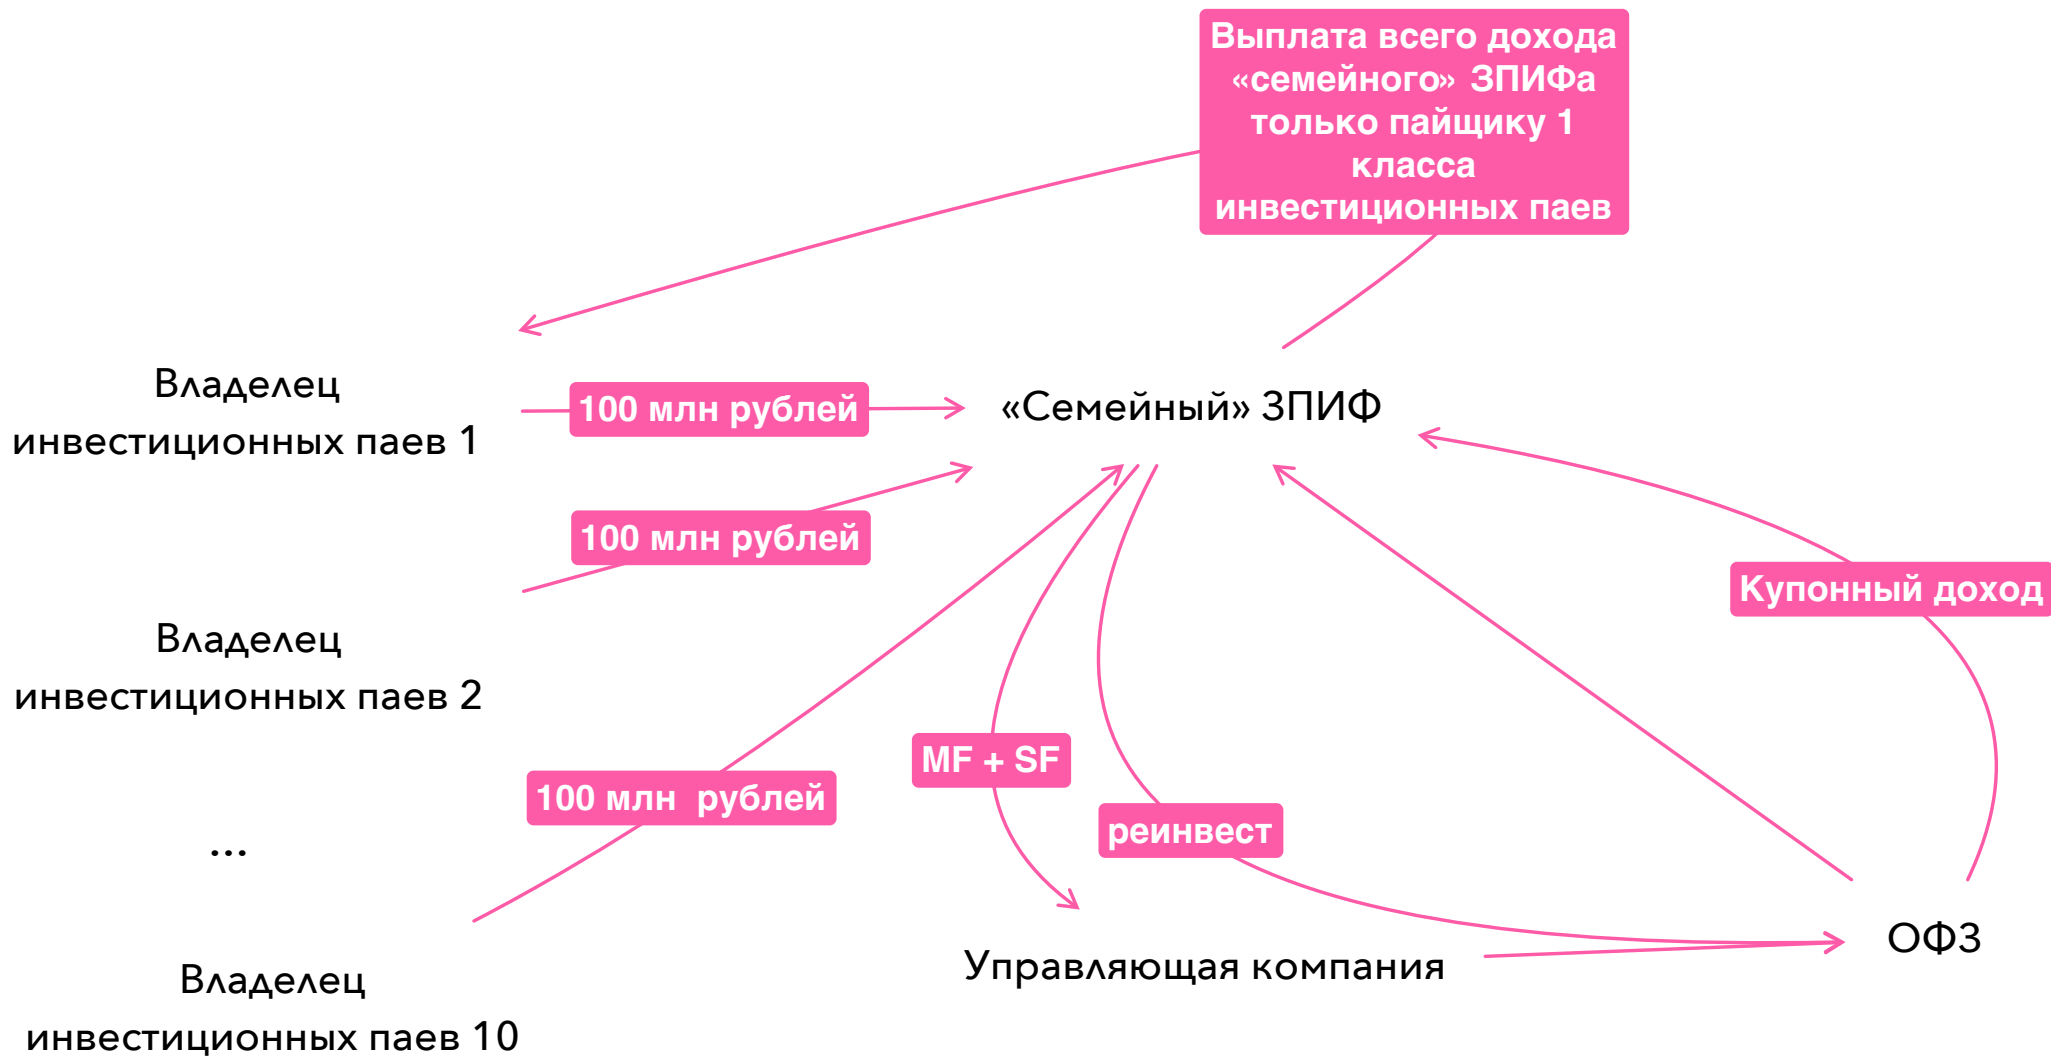 Выплата всего дохода
«семейного» ЗПИФа
только пайщику 1
класса
инвестиционных паев
Владелец
инвестиционных паев 1
100 млн рублей
«Семейный» ЗПИФ
100 млн рублей
Купонный доход
Владелец
инвестиционных паев 2
MF + SF
100 млн рублей
реинвест
...
Управляющая компания
ОФЗ
Владелец
инвестиционных паев 10